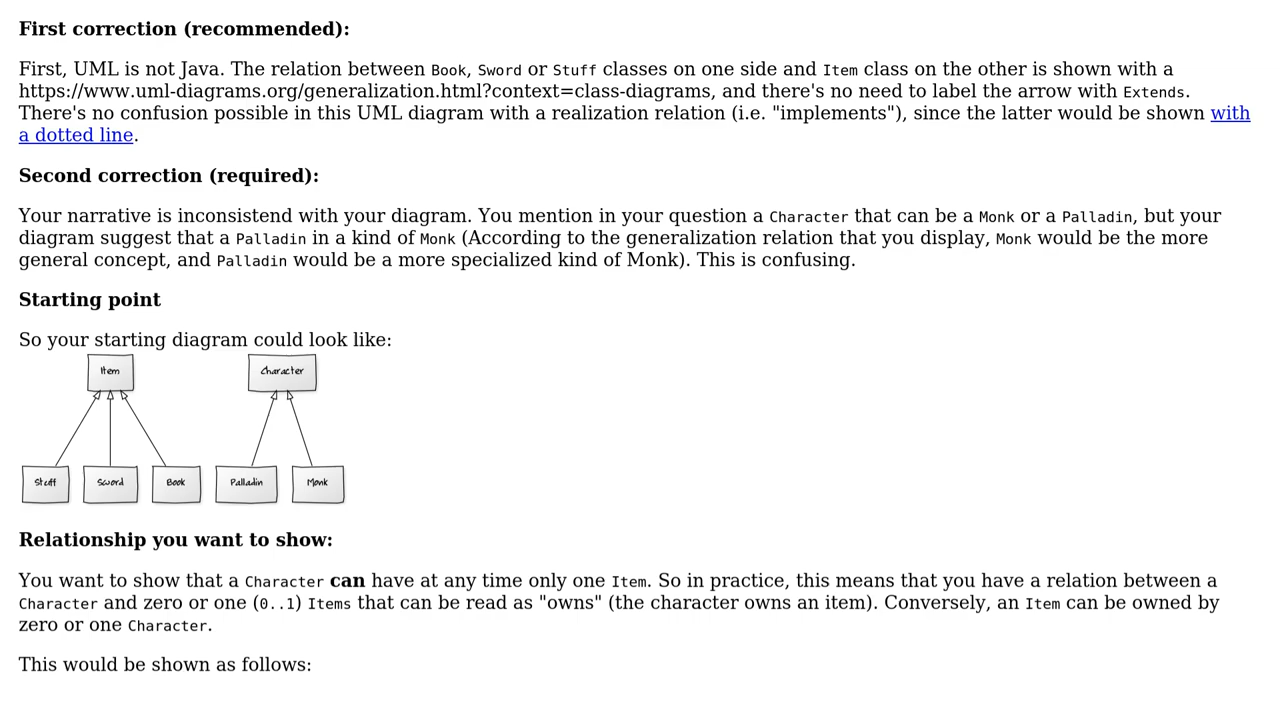 First correction (recommended):
First, UML is not Java. The relation between Book, Sword or Stuff classes on one side and Item class on the other is shown with a
https://www.uml-diagrams.org/generalization.html?context=class-diagrams, and there's no need to label the arrow with Extends.
There's no confusion possible in this UML diagram with a realization relation (i.e. "implements"), since the latter would be shown with
a dotted line.
Second correction (required):
Your narrative is inconsistend with your diagram. You mention in your question a Character that can be a Monk or a Palladin, but your
diagram suggest that a Palladin in a kind of Monk (According to the generalization relation that you display, Monk would be the more
general concept, and Palladin would be a more specialized kind of Monk). This is confusing.
Starting point
So your starting diagram could look like:
Item Character
Stuff Sword Book Palladin Monk
Relationship you want to show:
You want to show that a Character can have at any time only one Item. So in practice, this means that you have a relation between a
Character and zero or one (0..1) Items that can be read as "owns" (the character owns an item). Conversely, an Item can be owned by
zero or one Character.
This would be shown as follows: